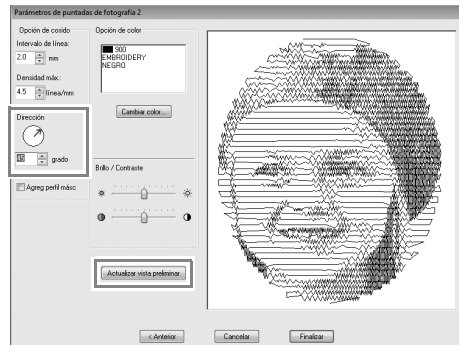 Parámetros de puntadas de fotografía 2
Opción de cosido
Intervalo de línea:
2.0 mm
Densidad máx.:
4.5 línea/mm
Dirección
grado
Agreg perfil másc
Opción de color
900
EMBROIDERY
NEGRO
Cambiar color...
Brillo / Contraste
Actualizar vista preliminar
< Anterior
Cancelar
Finalizar